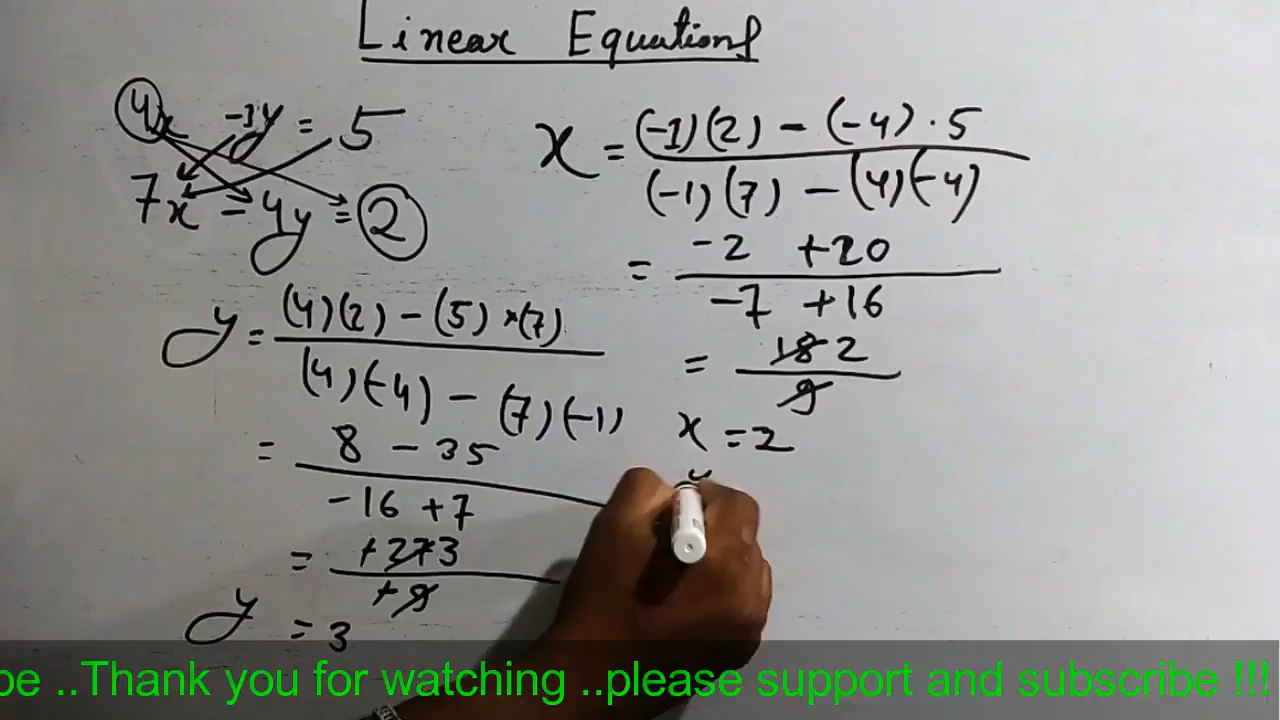 Linear Equations
4x -1y = 5
7x - 4y = 2
x = (-1)(2) - (-4) . 5
(-1)(7) - (4)(-4)
= -2 +20
-7 +16
= 18 2
9
x = 2
y = (4)(2) - (5) ×(7)
(4)(-4) - (7)(-1)
= 8 - 35
-16 +7
= +27 3
+9
y = 3
be ..Thank you for watching ..please support and subscribe !!!